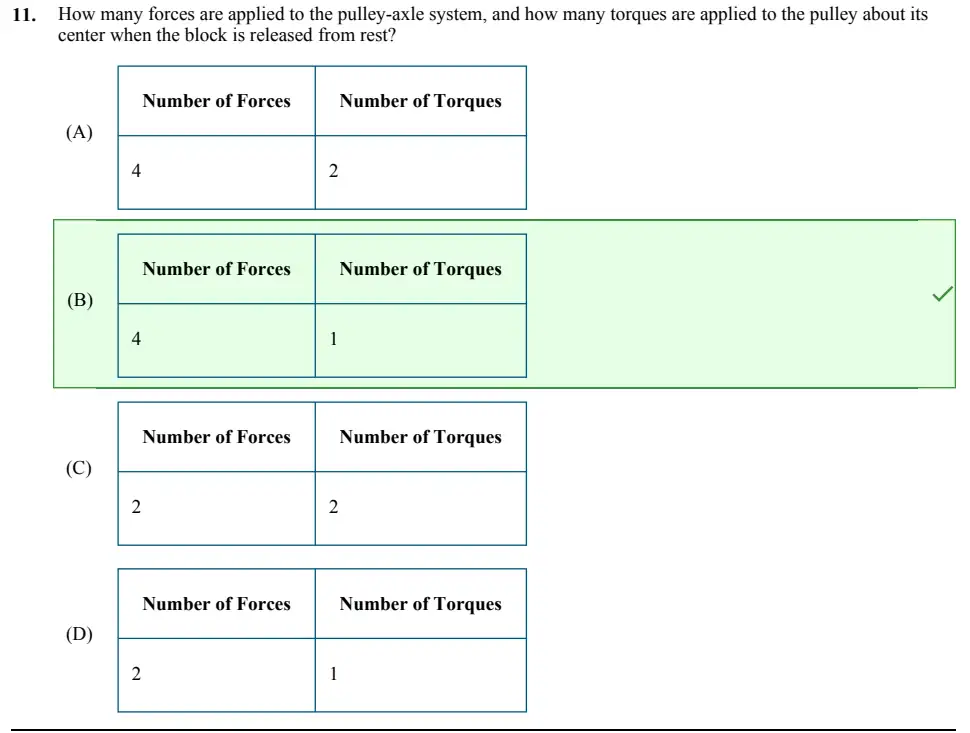 11. How many forces are applied to the pulley-axle system, and how many torques are applied to the pulley about its
center when the block is released from rest?
Number of Forces Number of Torques
(A)
4 2
Number of Forces Number of Torques
(B)
4 1
Number of Forces Number of Torques
(C)
2 2
Number of Forces Number of Torques
(D)
2 1